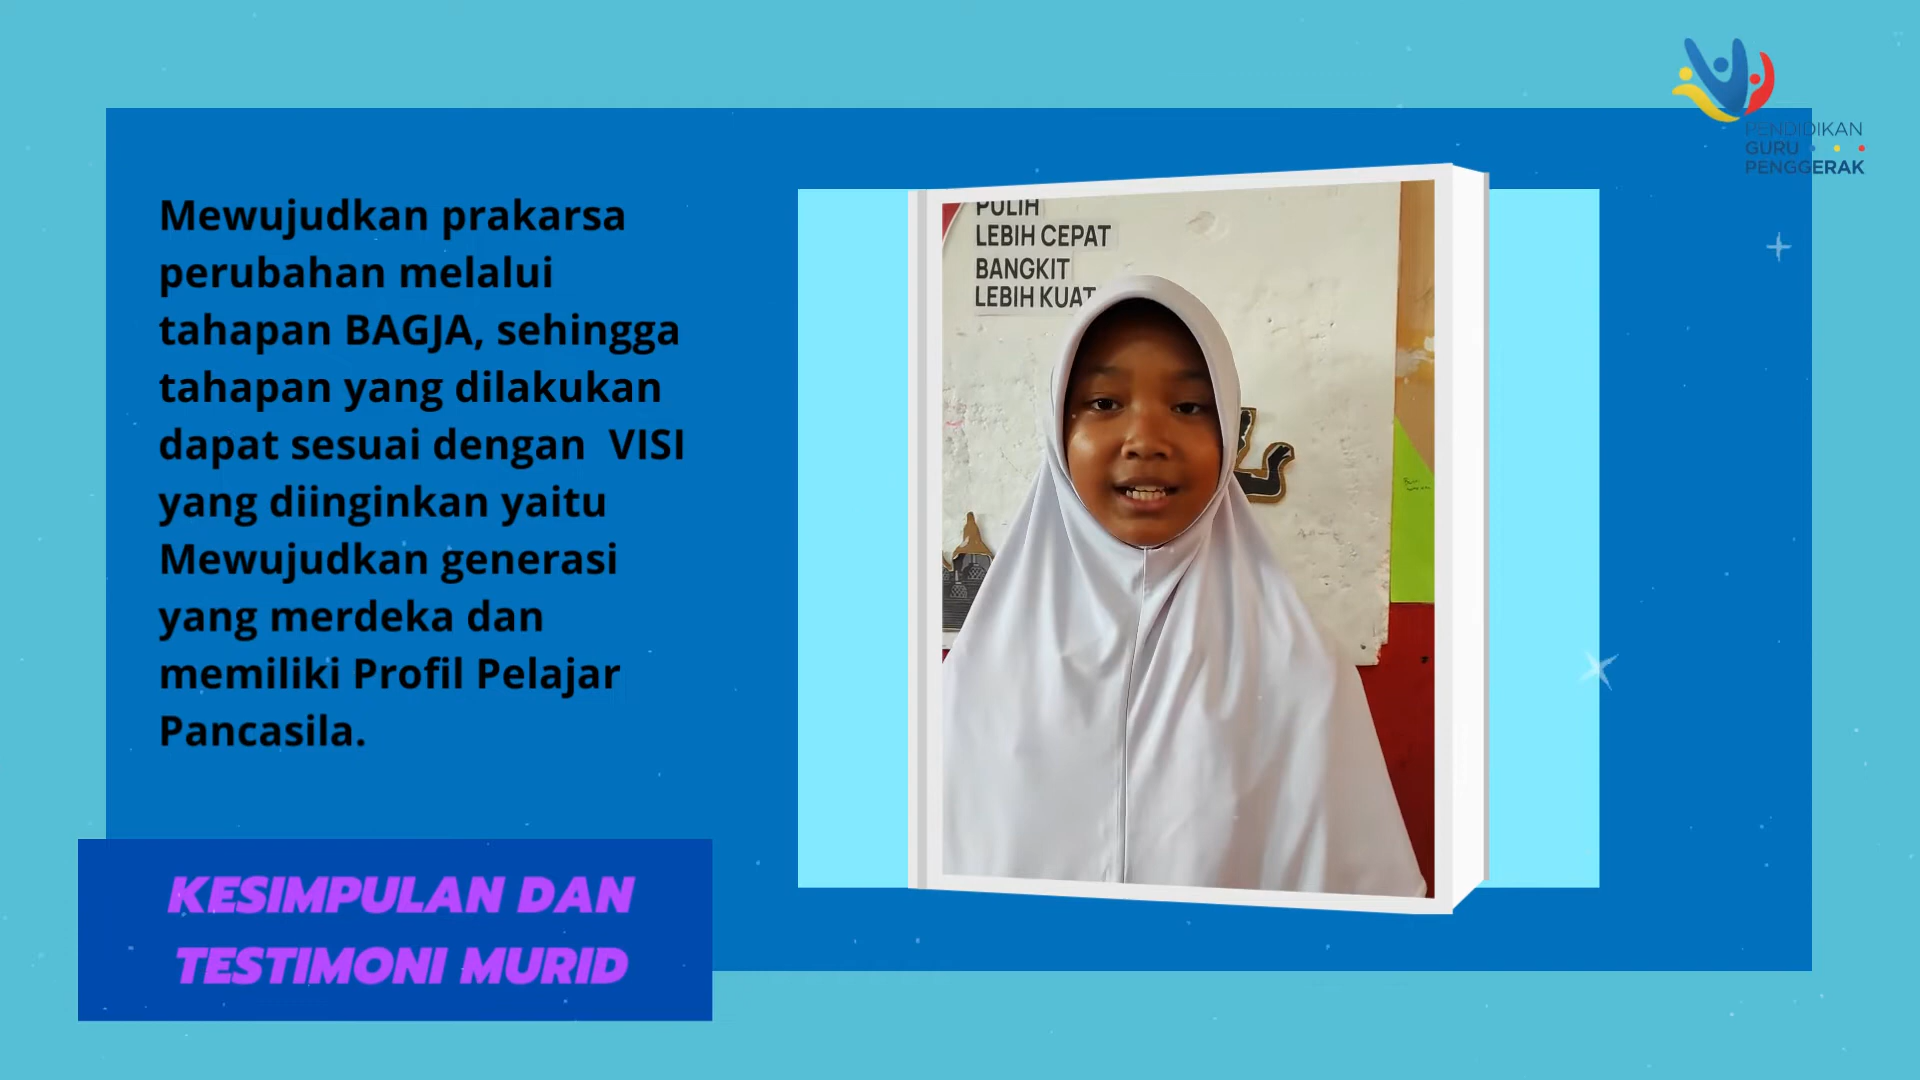 PENDIDIKAN
GURU
PENGGERAK
Mewujudkan prakarsa
perubahan melalui
tahapan BAGJA, sehingga
tahapan yang dilakukan
dapat sesuai dengan  VISI
yang diinginkan yaitu
Mewujudkan generasi
yang merdeka dan
memiliki Profil Pelajar
Pancasila.
PULIH
LEBIH CEPAT
BANGKIT
LEBIH KUAT
KESIMPULAN DAN
TESTIMONI MURID